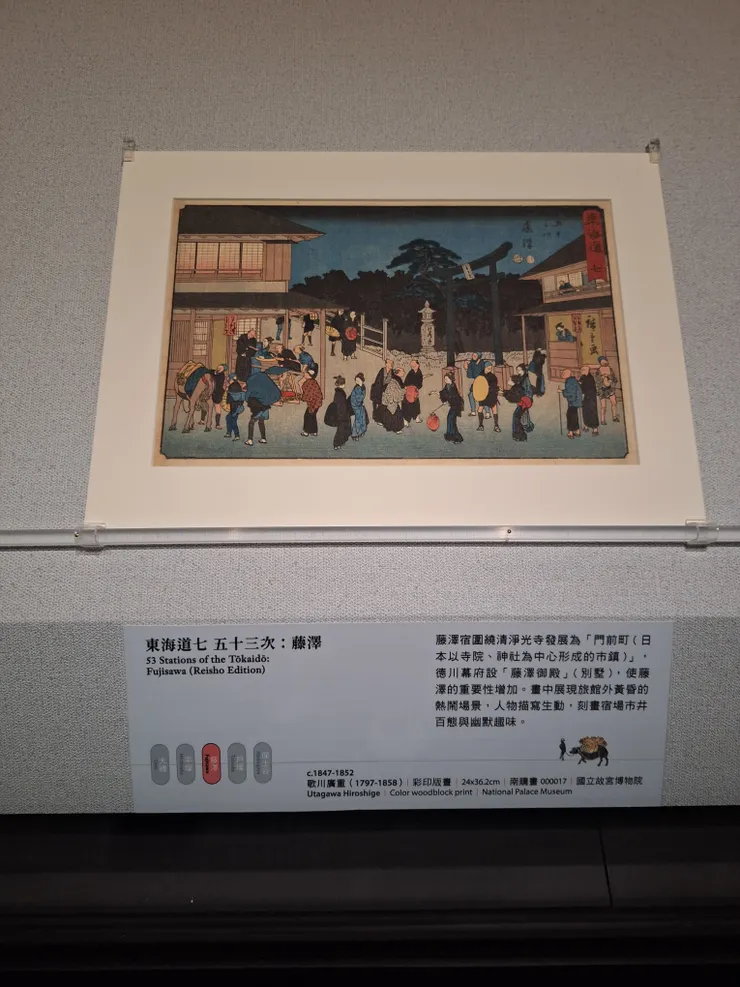 東海道 七
東海道七 五十三次：藤澤
53 Stations of the Tōkaidō:
Fujisawa (Reisho Edition)
藤澤宿圍繞清淨光寺發展為「門前町（日
本以寺院、神社為中心形成的市鎮）」，
德川幕府設「藤澤御殿」（別墅），使藤
澤的重要性增加。畫中展現旅館外黃昏的
熱鬧場景，人物描寫生動，刻畫宿場市井
百態與幽默趣味。
c.1847-1852
歌川廣重（1797-1858）｜彩印版畫｜24x36.2cm｜南購畫 000017｜國立故宮博物院
Utagawa Hiroshige｜Color woodblock print｜National Palace Museum